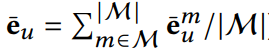 ē_u = ∑_{m∈ℳ}^{|ℳ|} ē_u^m / |ℳ|